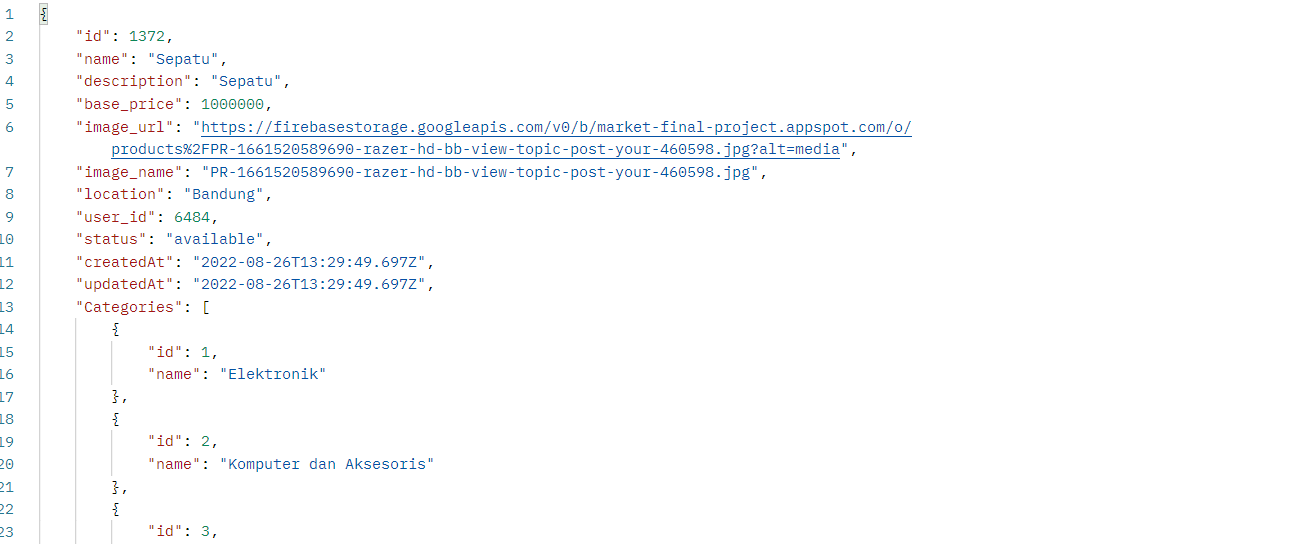 1 {
2 "id": 1372,
3 "name": "Sepatu",
4 "description": "Sepatu",
5 "base_price": 1000000,
6 "image_url": "https://firebasestorage.googleapis.com/v0/b/market-final-project.appspot.com/o/
products%2FPR-1661520589690-razer-hd-bb-view-topic-post-your-460598.jpg?alt=media",
7 "image_name": "PR-1661520589690-razer-hd-bb-view-topic-post-your-460598.jpg",
8 "location": "Bandung",
9 "user_id": 6484,
10 "status": "available",
11 "createdAt": "2022-08-26T13:29:49.697Z",
12 "updatedAt": "2022-08-26T13:29:49.697Z",
13 "Categories": [
14 {
15 "id": 1,
16 "name": "Elektronik"
17 },
18 {
19 "id": 2,
20 "name": "Komputer dan Aksesoris"
21 },
22 {
23 "id": 3,